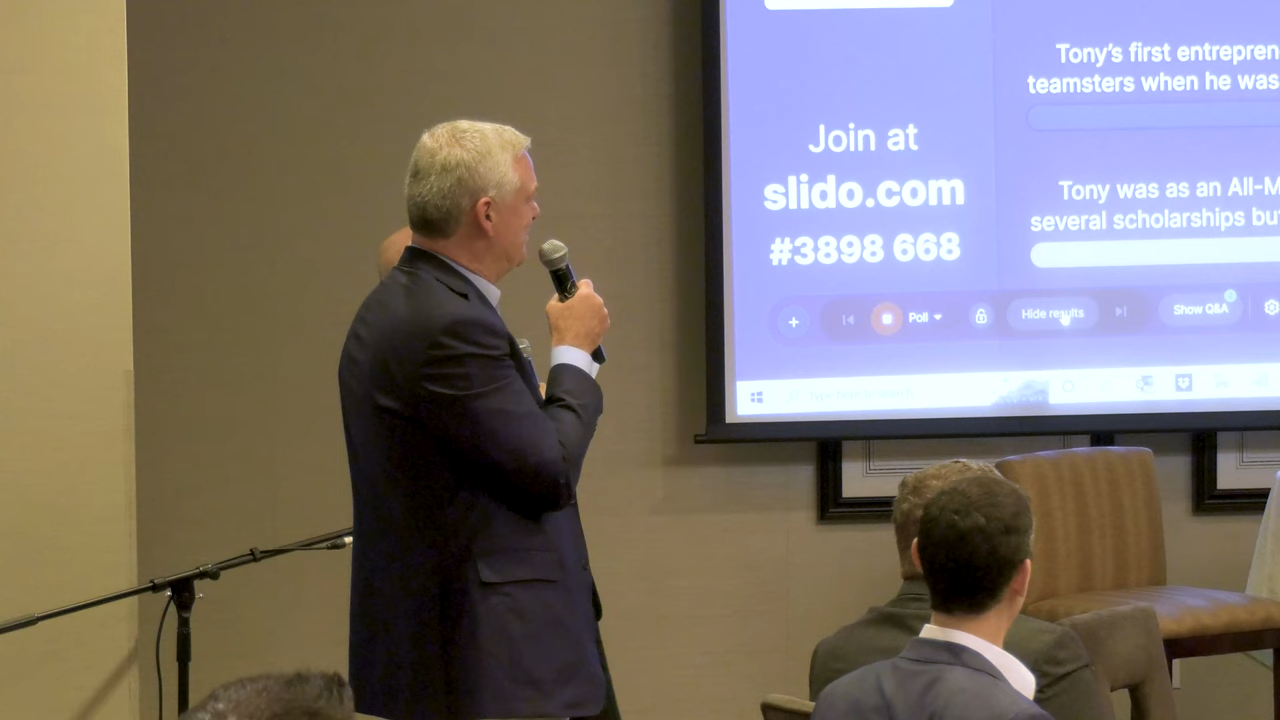 Join at
slido.com
#3898 668
Tony's first entrepren
teamsters when he was
Tony was as an All-M
several scholarships but
Poll
Hide results
Show Q&A